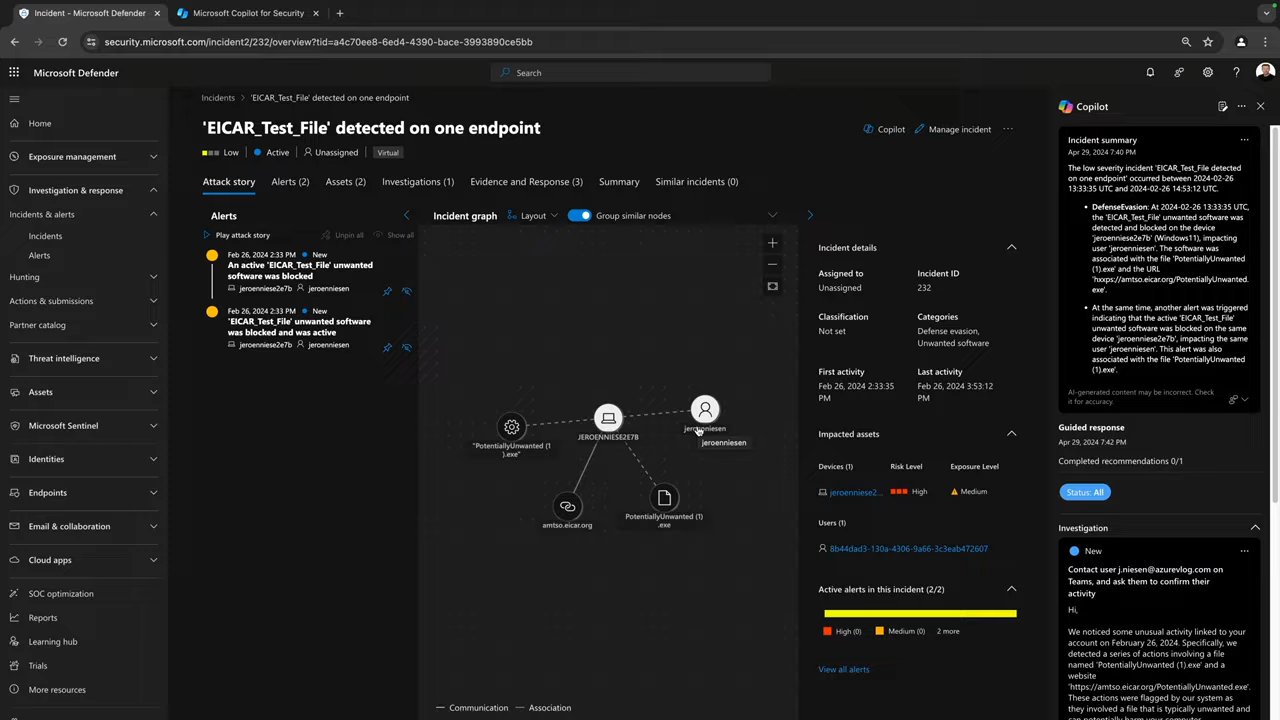 Incident - Microsoft Defender
Microsoft Copilot for Security
security.microsoft.com/incident2/232/overview?tid=a4c70ee8-6ed4-4390-bace-3993890ce5bb
Microsoft Defender
Search
Home
Exposure management
Investigation & response
Incidents & alerts
Incidents
Alerts
Hunting
Actions & submissions
Partner catalog
Threat intelligence
Assets
Microsoft Sentinel
Identities
Endpoints
Email & collaboration
Cloud apps
SOC optimization
Reports
Learning hub
Trials
More resources
Incidents > 'EICAR_Test_File' detected on one endpoint
'EICAR_Test_File' detected on one endpoint
Copilot
Manage incident
Low
Active
Unassigned
Virtual
Attack story
Alerts (2)
Assets (2)
Investigations (1)
Evidence and Response (3)
Summary
Similar incidents (0)
Alerts
Play attack story
Unpin all
Show all
Feb 26, 2024 2:33 PM • New
An active 'EICAR_Test_File' unwanted
software was blocked
jeroenniese2e7b jeroenniesen
Feb 26, 2024 2:33 PM • New
'EICAR_Test_File' unwanted software
was blocked and was active
jeroenniese2e7b jeroenniesen
Incident graph
Layout
Group similar nodes
"PotentiallyUnwanted (1
).exe"
JEROENNIESE2E7B
jeroenniesen
amtso.eicar.org
PotentiallyUnwanted (1)
.exe
Communication
Association
Incident details
Assigned to
Unassigned
Incident ID
232
Classification
Not set
Categories
Defense evasion,
Unwanted software
First activity
Feb 26, 2024 2:33:35
PM
Last activity
Feb 26, 2024 3:53:12
PM
Impacted assets
Devices (1)
Risk Level
Exposure Level
jeroenniese2...
High
Medium
Users (1)
8b44dad3-130a-4306-9a66-3c3eab472607
Active alerts in this incident (2/2)
High (0)
Medium (0)
2 more
View all alerts
Copilot
Incident summary
Apr 29, 2024 7:40 PM
The low severity incident 'EICAR_Test_File detected
on one endpoint' occurred between 2024-02-26
13:33:35 UTC and 2024-02-26 14:53:12 UTC.
• DefenseEvasion: At 2024-02-26 13:33:35 UTC,
the 'EICAR_Test_File' unwanted software was
detected and blocked on the device
'jeroenniese2e7b' (Windows11), impacting
user 'jeroenniesen'. The software was
associated with the file 'PotentiallyUnwanted
(1).exe' and the URL
'hxxps://amtso.eicar.org/PotentiallyUnwanted.
exe'.
• At the same time, another alert was triggered
indicating that the active 'EICAR_Test_File'
unwanted software was blocked on the same
device 'jeroenniese2e7b', impacting the same
user 'jeroenniesen'. This alert was also
associated with the file 'PotentiallyUnwanted
(1).exe'.
AI-generated content may be incorrect. Check
it for accuracy.
Guided response
Apr 29, 2024 7:42 PM
Completed recommendations 0/1
Status: All
Investigation
New
Contact user j.niesen@azurevlog.com on
Teams, and ask them to confirm their
activity
Hi,
We noticed some unusual activity linked to your
account on February 26, 2024. Specifically, we
detected a series of actions involving a file
named 'PotentiallyUnwanted (1).exe' and a
website
'https://amtso.eicar.org/PotentiallyUnwanted.exe'.
These actions were flagged by our system as
they involved a file that is typically unwanted and
can potentially harm your computer.